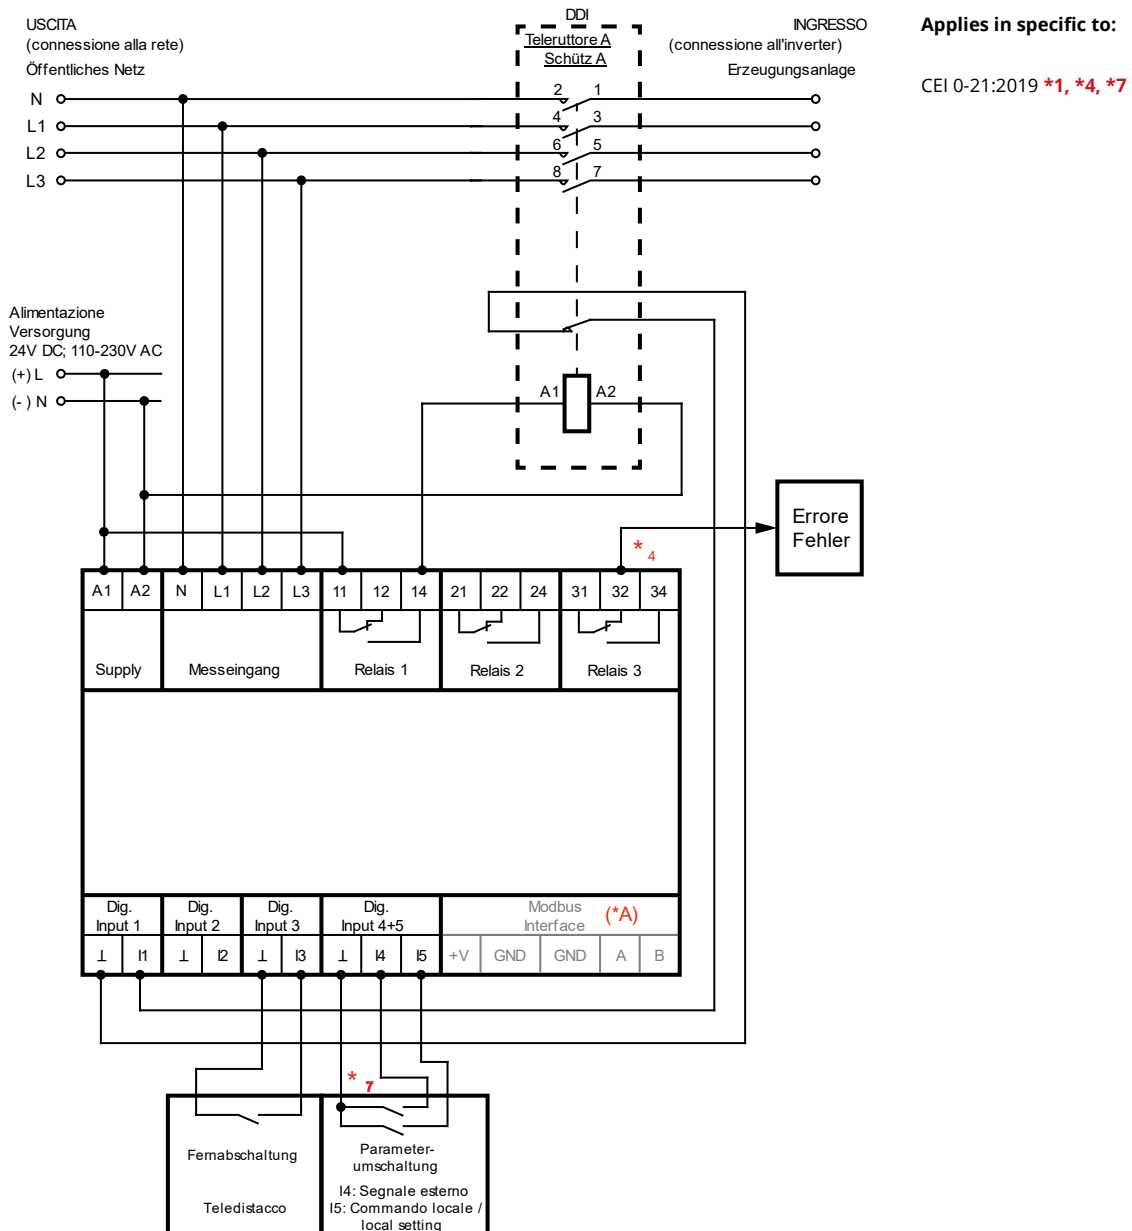 USCITA
(connessione alla rete)
Öffentliches Netz
DDI
Teleruttore A
Schütz A
INGRESSO
(connessione all'inverter)
Erzeugungsanlage
Applies in specific to:
CEI 0-21:2019 *1, *4, *7
N 2 1
L1 4 3
L2 6 5
L3 8 7
Alimentazione
Versorgung
24V DC; 110-230V AC
(+) L
(-) N
A1 A2
Errore
Fehler
*4
A1 A2 N L1 L2 L3 11 12 14 21 22 24 31 32 34
Supply Messeingang Relais 1 Relais 2 Relais 3
Dig. Input 1
Dig. Input 2
Dig. Input 3
Dig. Input 4+5
Modbus Interface (*A)
⊥ I1 ⊥ I2 ⊥ I3 ⊥ I4 I5 +V GND GND A B
*7
Fernabschaltung
Teledistacco
Parameter-
umschaltung
I4: Segnale esterno
I5: Commando locale /
local setting